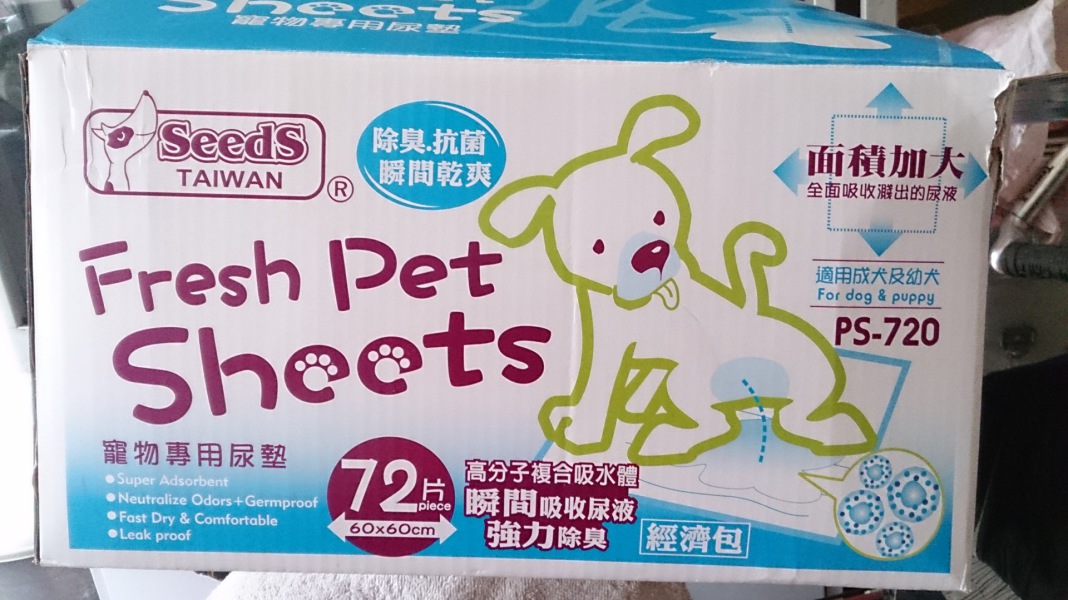 Sheets
寵物專用尿墊
SeedS
TAIWAN
®
除臭.抗菌
瞬間乾爽
面積加大
全面吸收濺出的尿液
適用成犬及幼犬
For dog & puppy
PS-720
Fresh Pet
Sheets
寵物專用尿墊
Super Adsorbent
Neutralize Odors+Germproof
Fast Dry & Comfortable
Leak proof
72片
piece
60x60cm
高分子複合吸水體
瞬間吸收尿液
強力除臭
經濟包